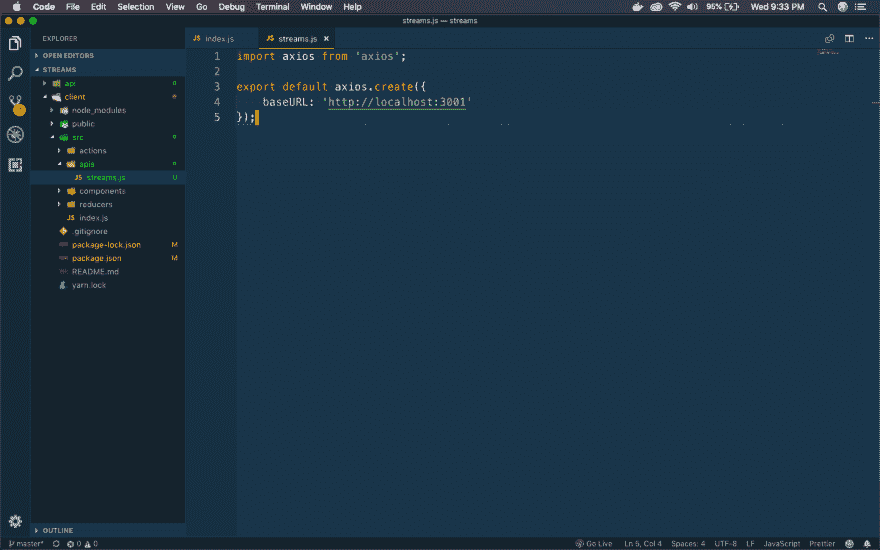 Code File Edit Selection View Go Debug Terminal Window Help 95% Wed 9:33 PM
streams.js — streams
EXPLORER
OPEN EDITORS
STREAMS
api
client
node_modules
public
src
actions
apis
JS streams.js U
components
reducers
JS index.js
.gitignore
package-lock.json M
package.json M
README.md
yarn.lock
OUTLINE
JS index.js JS streams.js ×
1 import axios from 'axios';
2
3 export default axios.create({
4 baseURL: 'http://localhost:3001'
5 });
master* 0 0 Go Live Ln 5, Col 4 Spaces: 4 UTF-8 LF JavaScript Prettier